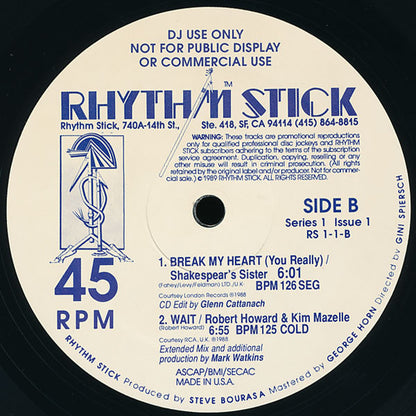 DJ USE ONLY
NOT FOR PUBLIC DISPLAY
OR COMMERCIAL USE
RHYTHM STICK™
Rhythm Stick, 740A-14th St., Ste. 418, SF, CA 94114 (415) 864-8815
WARNING: These tracks are promotional reproductions
only for qualified professional disc jockeys and RHYTHM
STICK subscribers adhering to the terms of the subscription
service agreement. Duplication, copying, reselling or any
other misuse will result in criminal prosecution. (All rights
retained by the original label and/or producer. Not for commer-
cial sale.) ©1989 RHYTHM STICK. ALL RIGHTS RESERVED.
SIDE B
Series 1 Issue 1
RS 1-1-B
45
RPM
1. BREAK MY HEART (You Really) /
Shakespear's Sister 6:01
(Fahey/Levy/Feldman) LTD./U.K. BPM 126 SEG
Courtsey London Records ℗1988
CD Edit by Glenn Cattanach
2. WAIT / Robert Howard & Kim Mazelle
(Robert Howard) 6:55 BPM 125 COLD
Courtesy RCA, U.K. ℗1988
Extended Mix and additional
production by Mark Watkins
ASCAP/BMI/SECAC
MADE IN U.S.A.
RHYTHM STICK Produced by STEVE BOURASA Mastered by GEORGE HORN Directed by GINI SPIERSCH